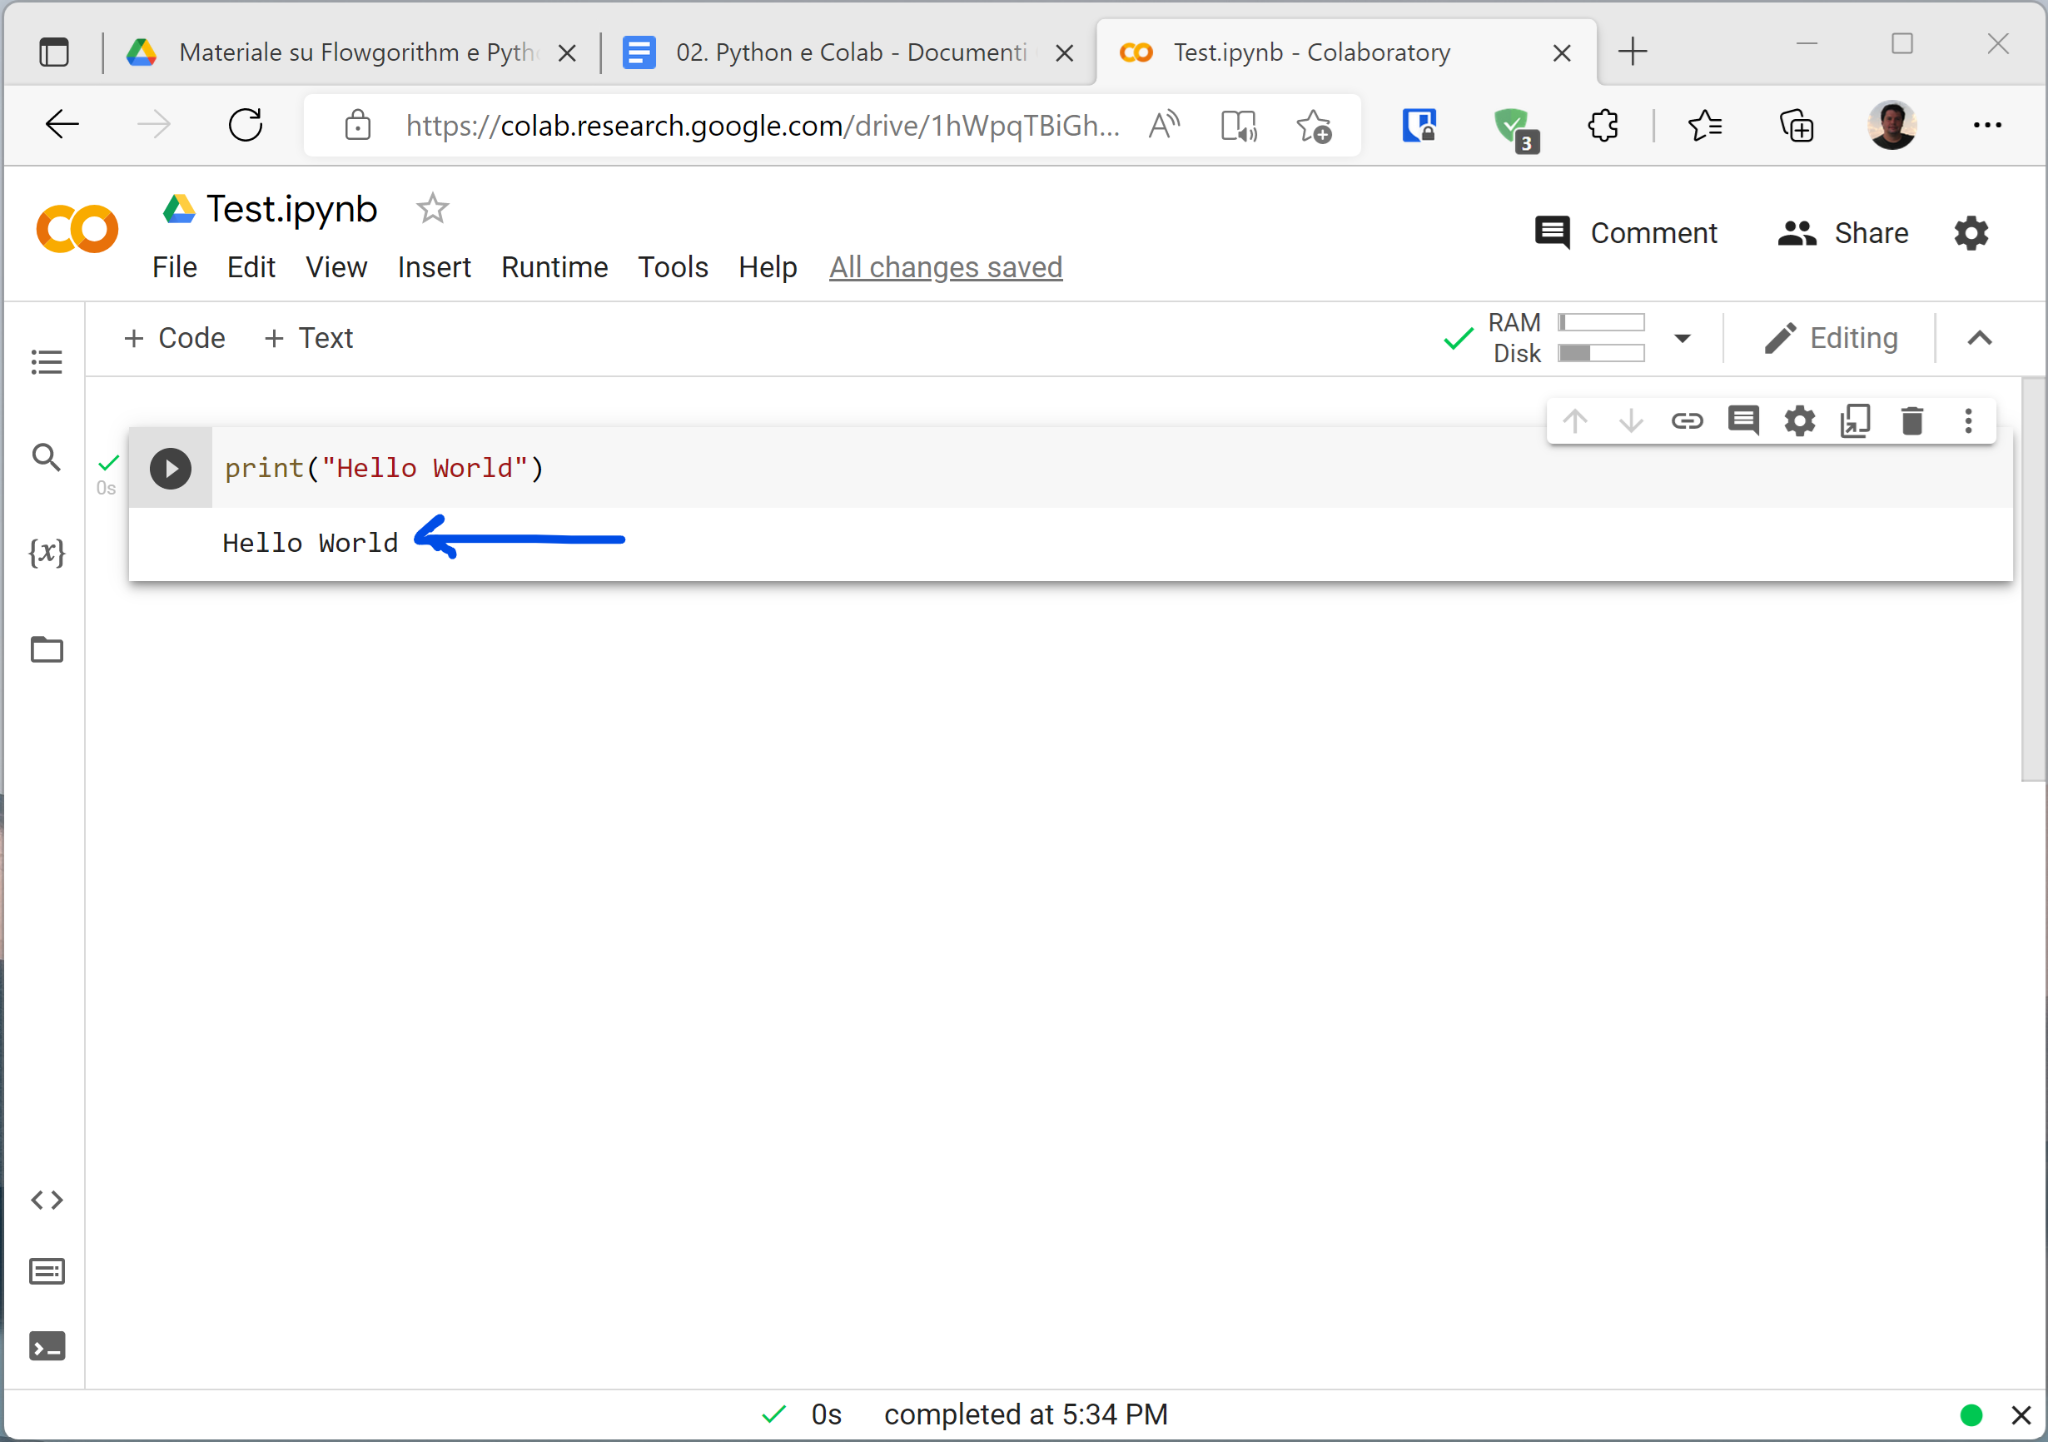 Materiale su Flowgorithm e Pyth
02. Python e Colab - Documenti
Test.ipynb - Colaboratory
https://colab.research.google.com/drive/1hWpqTBiGh...
3
Test.ipynb
Comment
Share
File Edit View Insert Runtime Tools Help All changes saved
+ Code + Text
RAM
Disk
Editing
print("Hello World")
0s
Hello World
{x}
0s completed at 5:34 PM